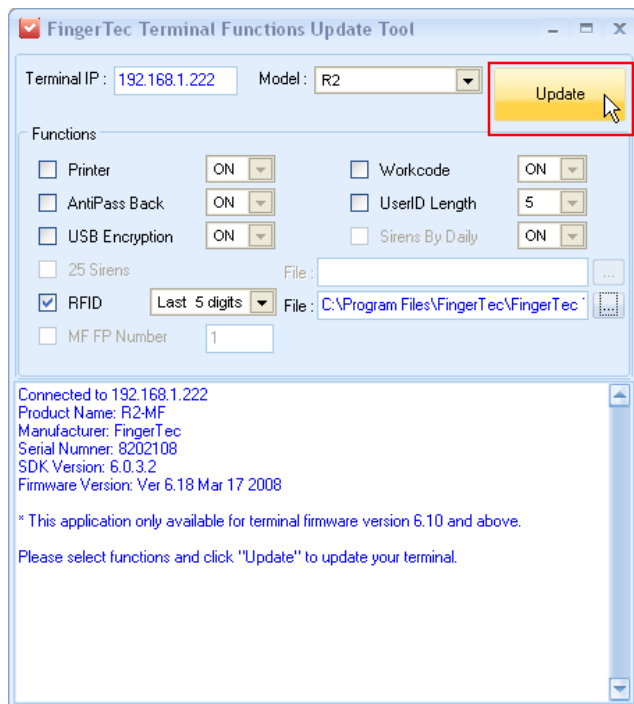 FingerTec Terminal Functions Update Tool
Terminal IP : 192.168.1.222 Model : R2 Update
Functions
Printer ON Workcode ON
AntiPass Back ON UserID Length 5
USB Encryption ON Sirens By Daily ON
25 Sirens File : ...
RFID Last 5 digits File : C:\Program Files\FingerTec\FingerTec ...
MF FP Number 1
Connected to 192.168.1.222
Product Name: R2-MF
Manufacturer: FingerTec
Serial Numner: 8202108
SDK Version: 6.0.3.2
Firmware Version: Ver 6.18 Mar 17 2008
* This application only available for terminal firmware version 6.10 and above.
Please select functions and click "Update" to update your terminal.